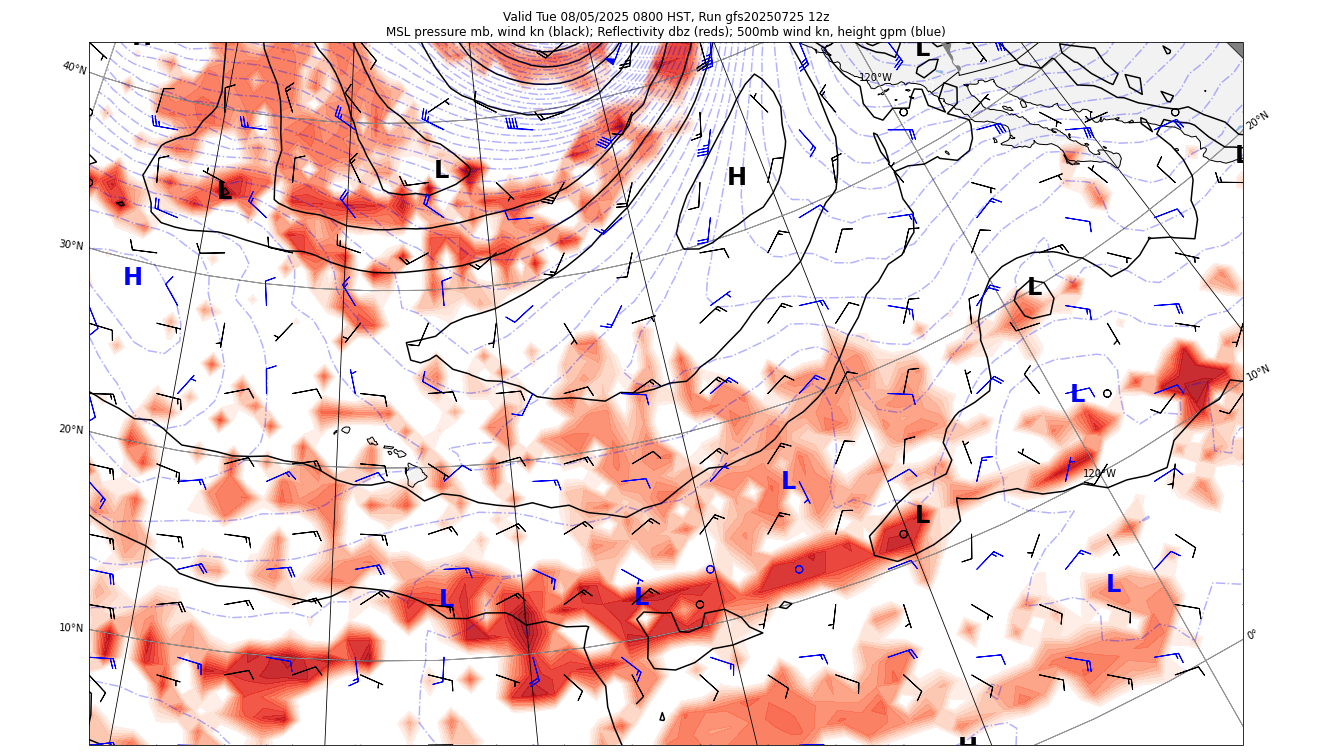 Valid Tue 08/05/2025 0800 HST, Run gfs20250725 12z
MSL pressure mb, wind kn (black); Reflectivity dbz (reds); 500mb wind kn, height gpm (blue)
H
L
40°N
120°W
20°N
L
L
H
L
30°N
H
L
10°N
L
20°N
120°W
L
L
L
L
L
10°N
0°
H